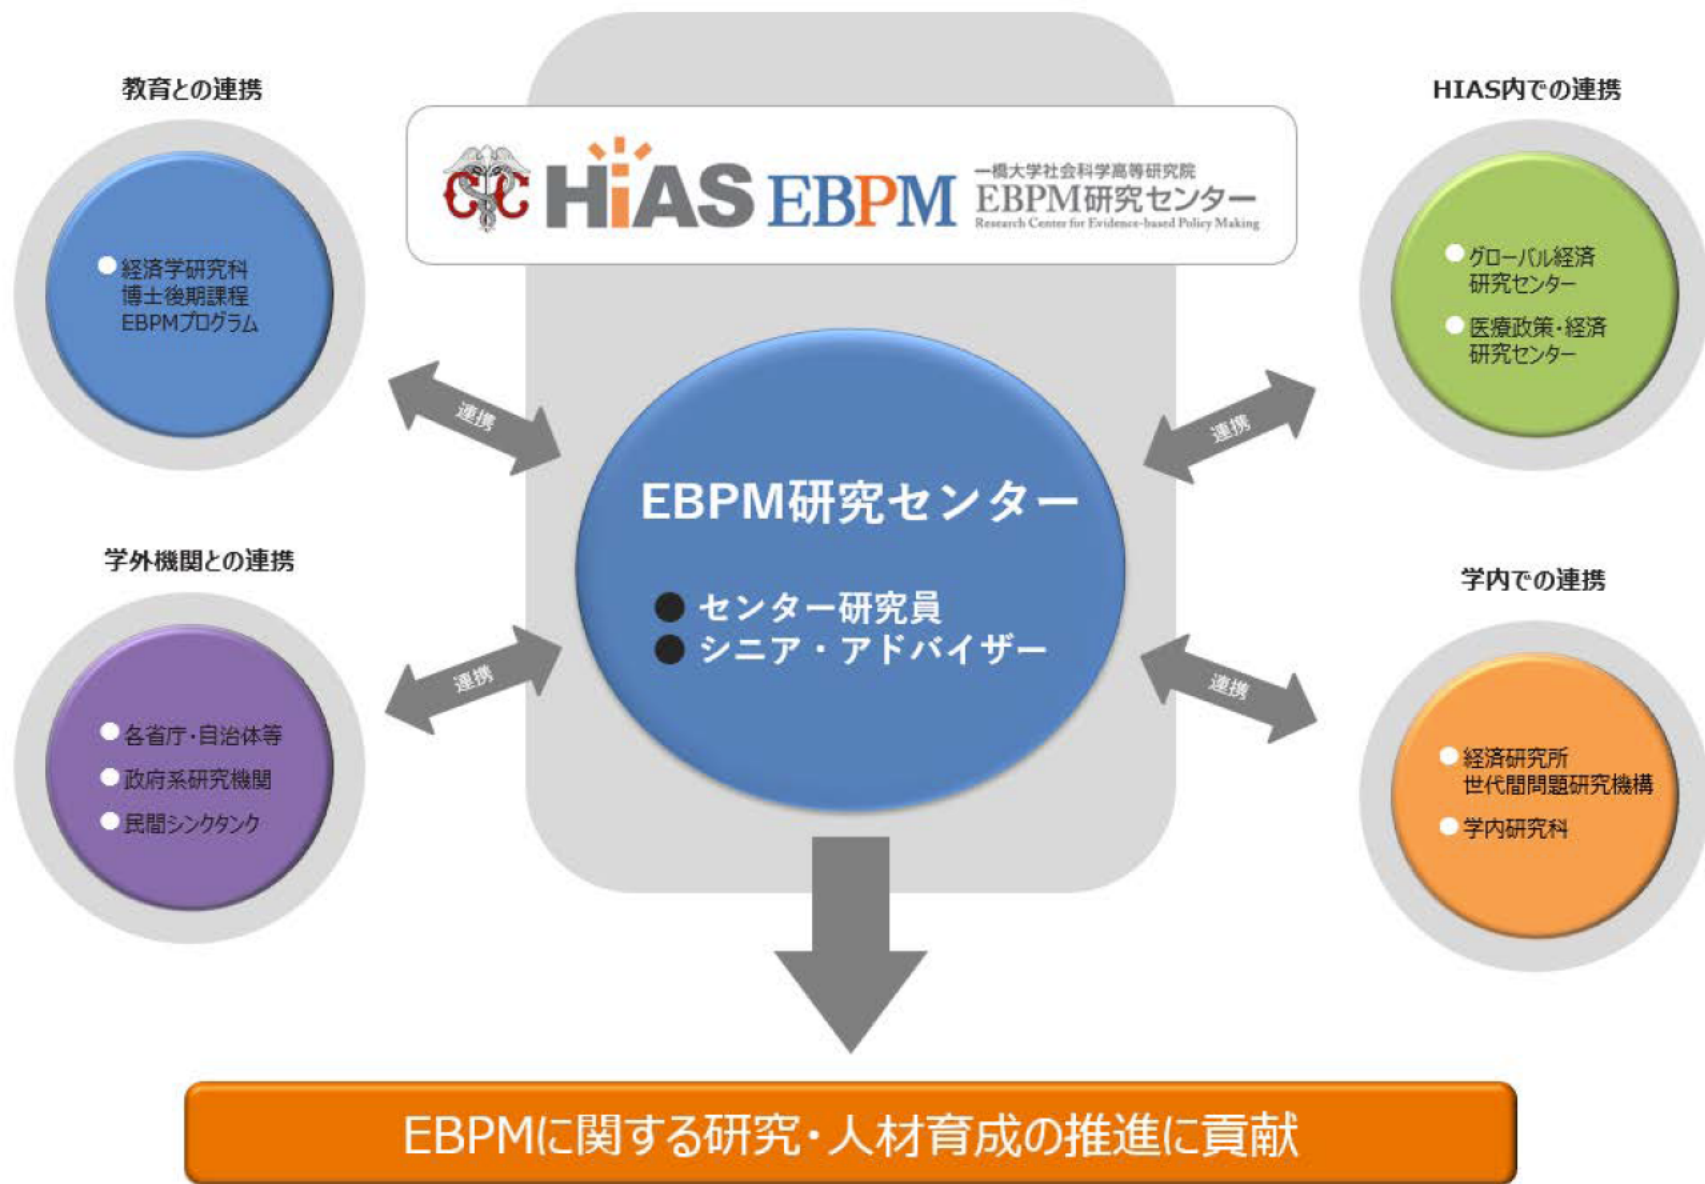 教育との連携
経済学研究科
博士後期課程
EBPMプログラム
HiAS EBPM
一橋大学社会科学高等研究院
EBPM研究センター
Research Center for Evidence-based Policy Making
HIAS内での連携
グローバル経済
研究センター
医療政策・経済
研究センター
連携
連携
EBPM研究センター
センター研究員
シニア・アドバイザー
学外機関との連携
各省庁・自治体等
政府系研究機関
民間シンクタンク
連携
連携
学内での連携
経済研究所
世代間問題研究機構
学内研究科
EBPMに関する研究・人材育成の推進に貢献